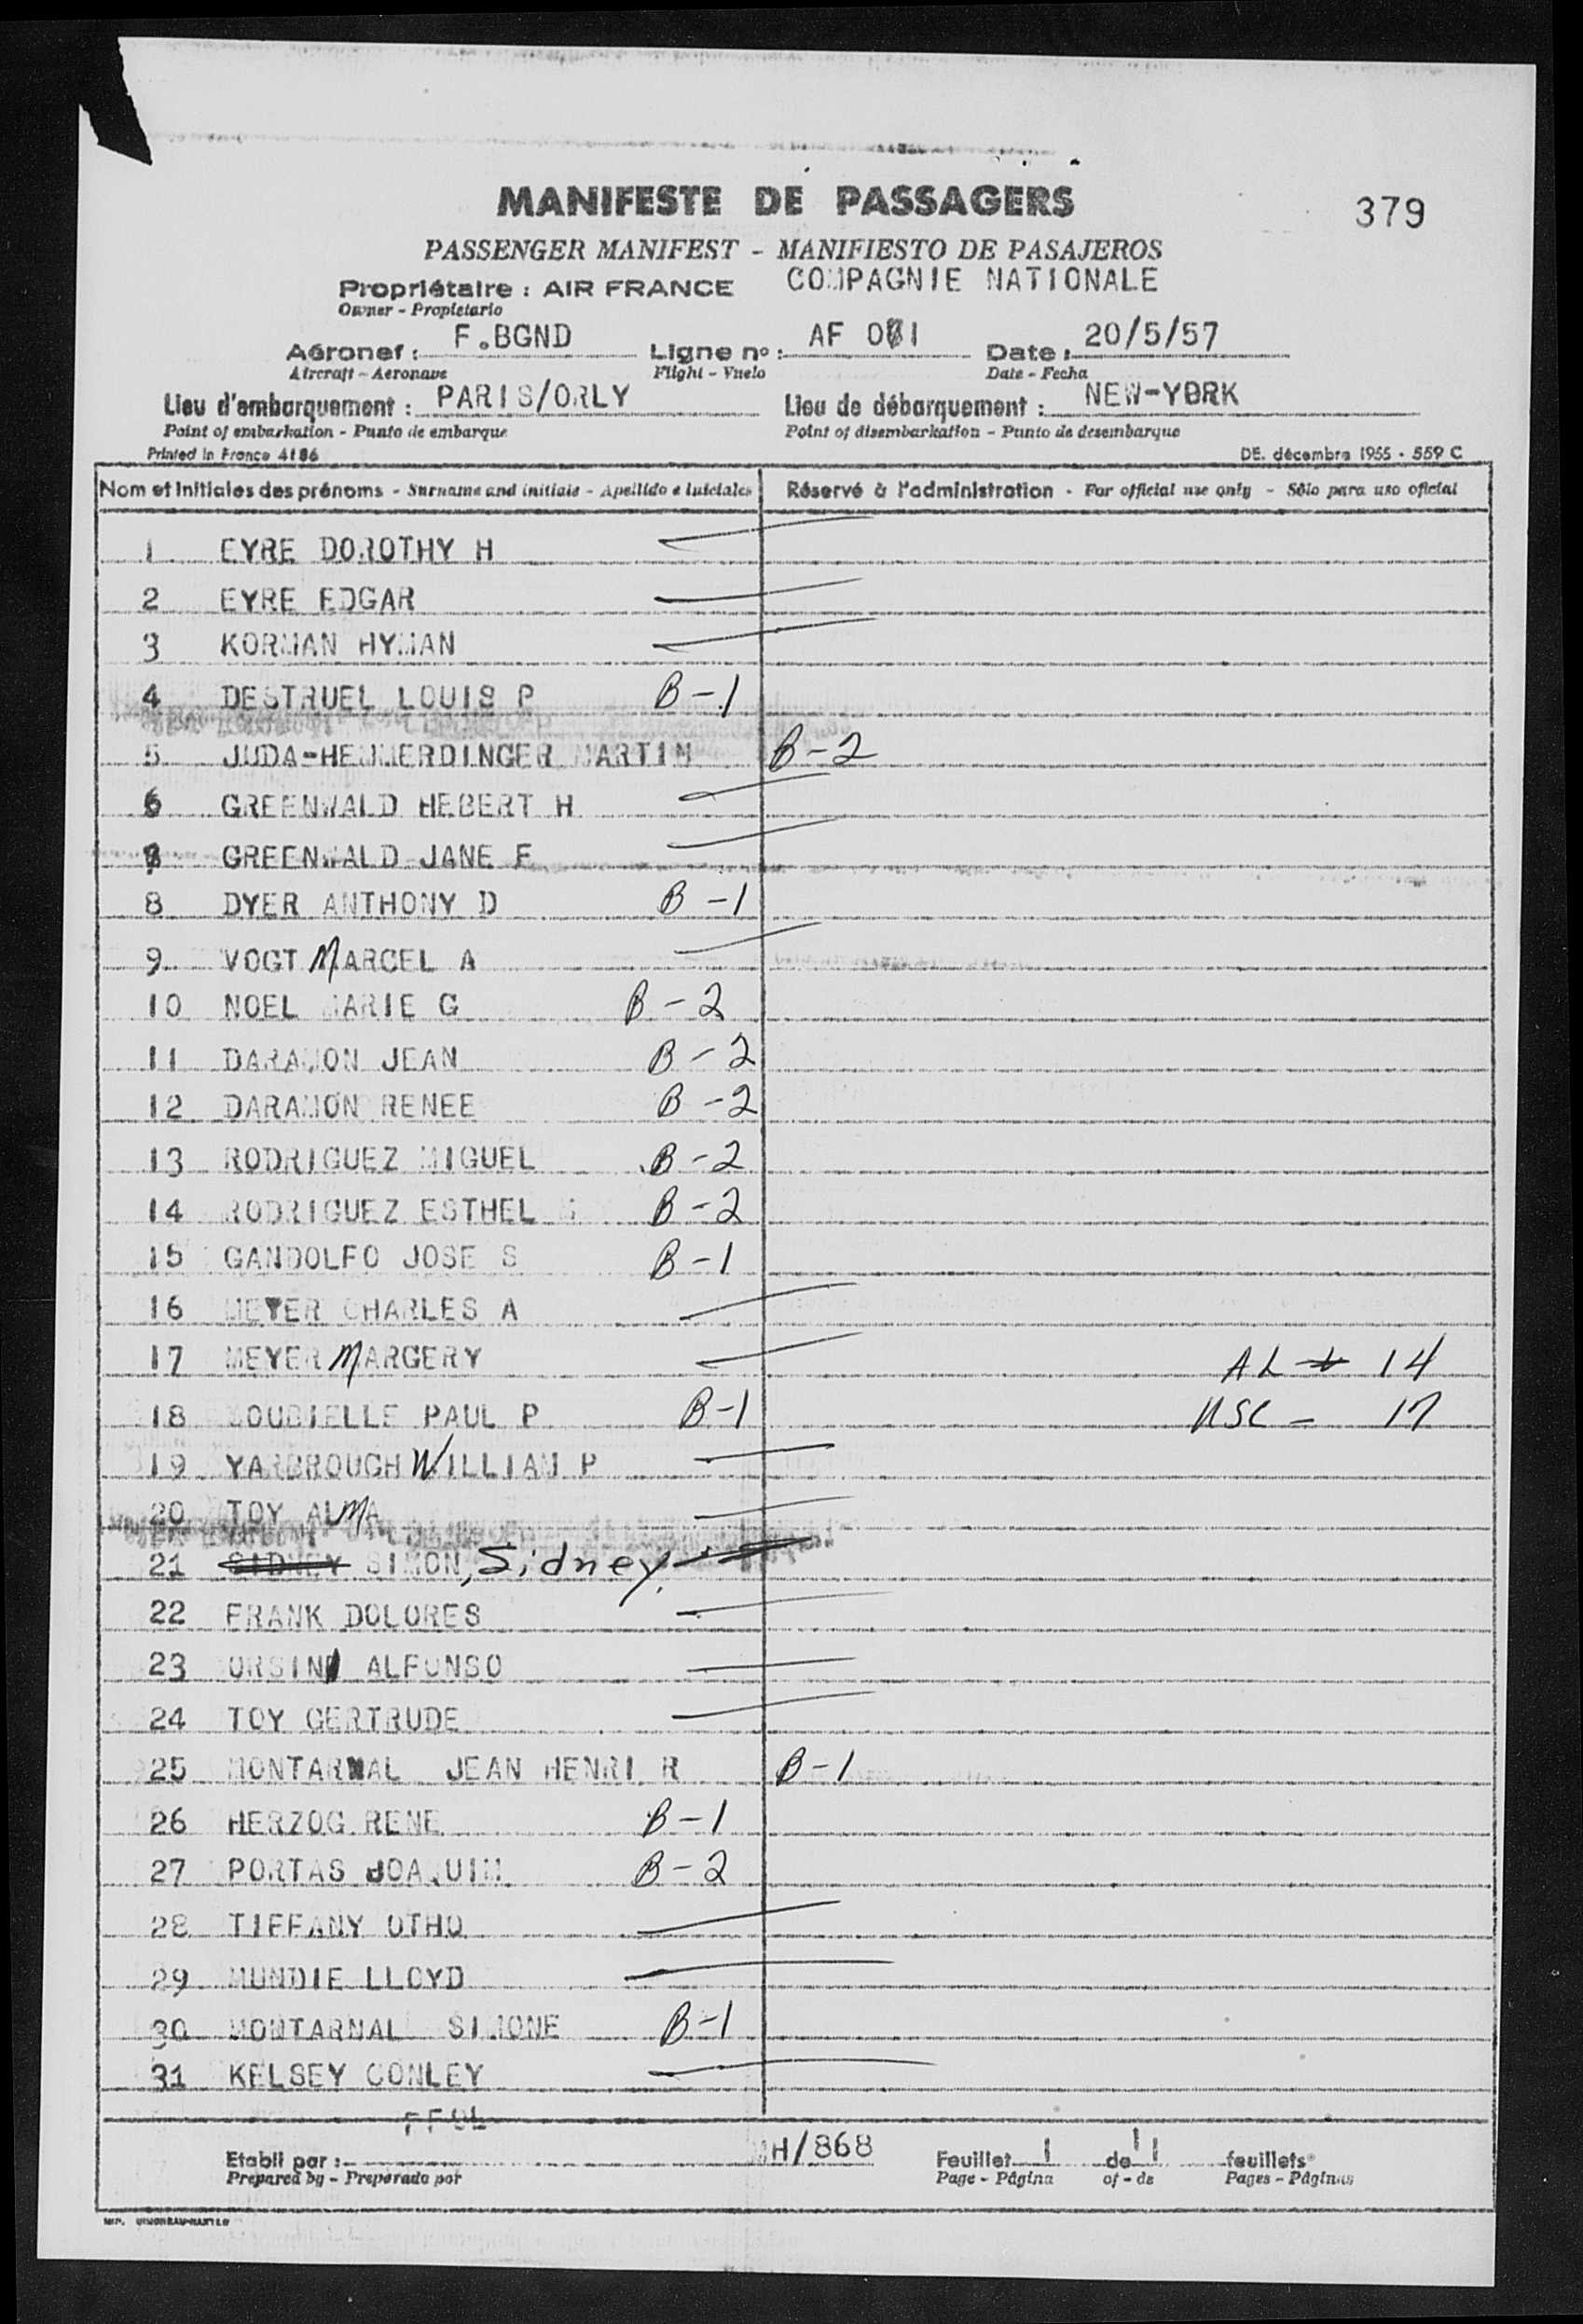 MANIFESTE DE PASSAGERS
379
PASSENGER MANIFEST - MANIFIESTO DE PASAJEROS
Propriétaire : AIR FRANCE COMPAGNIE NATIONALE
Owner - Propietario
Aéronef : F.BGND Ligne no : AF 071 Date : 20/5/57
Aircraft - Aeronave Flight - Vuelo Date - Fecha
Lieu d'embarquement : PARIS/ORLY Lieu de débarquement : NEW-YORK
Point of embarkation - Punto de embarque Point of disembarkation - Punto de desembarque
Printed in France 4186 DE. décembre 1955 - 559 C
Nom et initiales des prénoms - Surname and initials - Apellido e iniciales Réservé à l'administration - For official use only - Sólo para uso oficial
1 EYRE DOROTHY H
2 EYRE EDGAR
3 KORMAN HYMAN
4 DESTRUEL LOUIS P B-1
5 JUDA-HEMMERDINGER MARTIN B-2
6 GREENWALD HEBERT H
7 GREENWALD JANE F
8 DYER ANTHONY D B-1
9 VOGT MARCEL A
10 NOEL MARIE G B-2
11 DARAMON JEAN B-2
12 DARAMON RENEE B-2
13 RODRIGUEZ MIGUEL B-2
14 RODRIGUEZ ESTHEL B-2
15 GANDOLFO JOSE S B-1
16 MEYER CHARLES A
17 MEYER MARGERY AL 14
18 PAUL P B-1 USC - 17
19 YARBROUGH WILLIAM P
20 TOY ALMA
21 SIDNEY SIMON, Sidney
22 FRANK DOLORES
23 ORSINI ALFONSO
24 TOY GERTRUDE
25 MONTARNAL JEAN HENRI R B-1
26 HERZOG RENE B-1
27 PORTAS JOAQUIM B-2
28 TIFFANY OTHO
29 MUNDIE LLOYD
30 MONTARNAL SIMONE B-1
31 KELSEY CONLEY
Etabli par : MH/868 Feuillet 1 de 11 feuillets
Prepared by - Preparado por Page - Página of - de Pages - Páginas